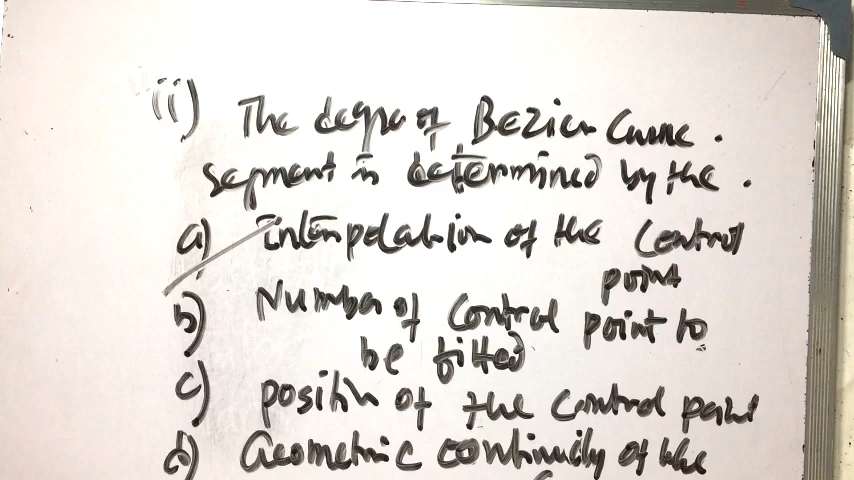 ii) The degree of Bezier Curve.
segment is determined by the.
a) Interpolation of the Control
point
b) Number of Control point to
be fitted
c) position of the Control point
d) Geometric continuity of the